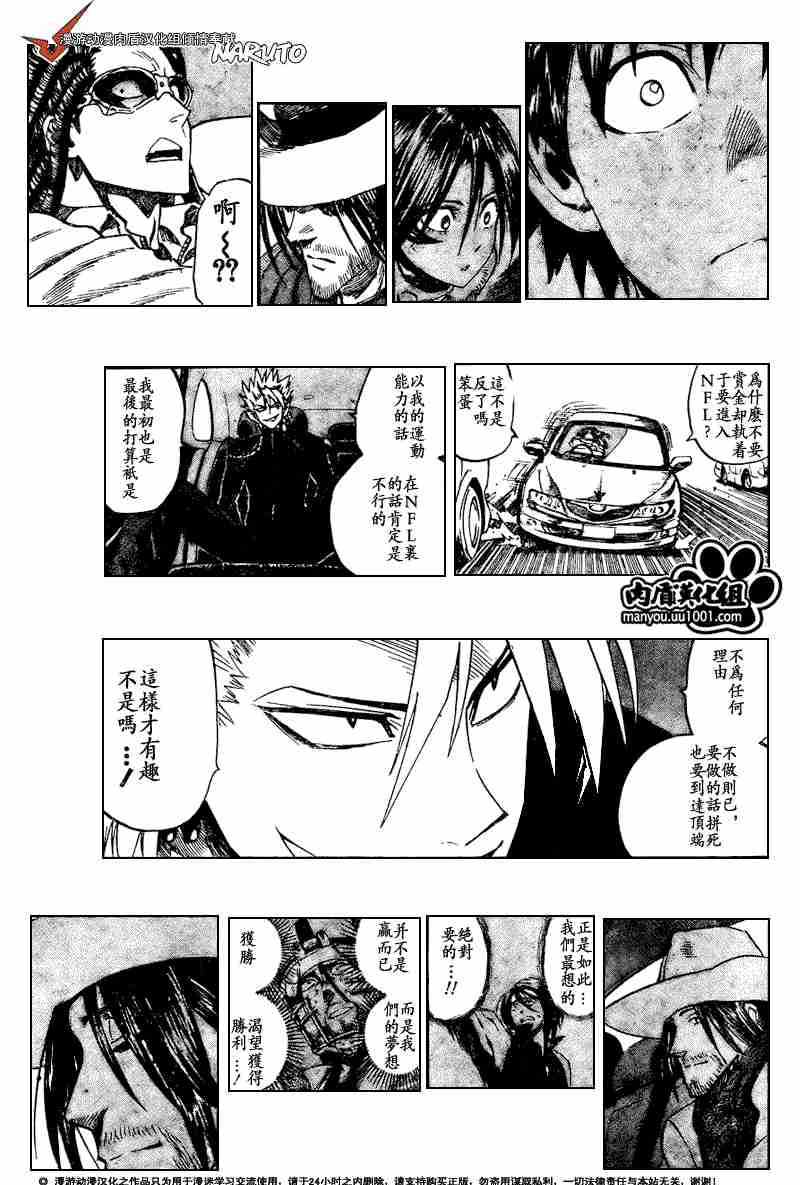 漫游动漫肉盾汉化组倾情奉献
NARUTO
啊～??
爲什麽不要
賞金却執着
于要進入
NFL?
這不是
反了嗎
笨蛋
以我的運動
能力的話
在NFL裏
的話肯定是
不行的
我最初也是
最後的打算衹是
肉盾漢化组
manyou.uu1001.com
不爲任何
理由
不做則已，
要做的話拼死
也要到達頂端
這樣才有趣
不是嗎…!
正是如此…
我們最想的
絕對
要的…!!
并不是
贏而已
而是我
們的夢想
獲勝
渴望獲得
勝利…!
漫游动漫汉化之作品只为用于漫迷学习交流使用，请于24小时之内删除，请支持购买正版，勿恣用谋取私利，一切法律责任与本站无关，谢谢！